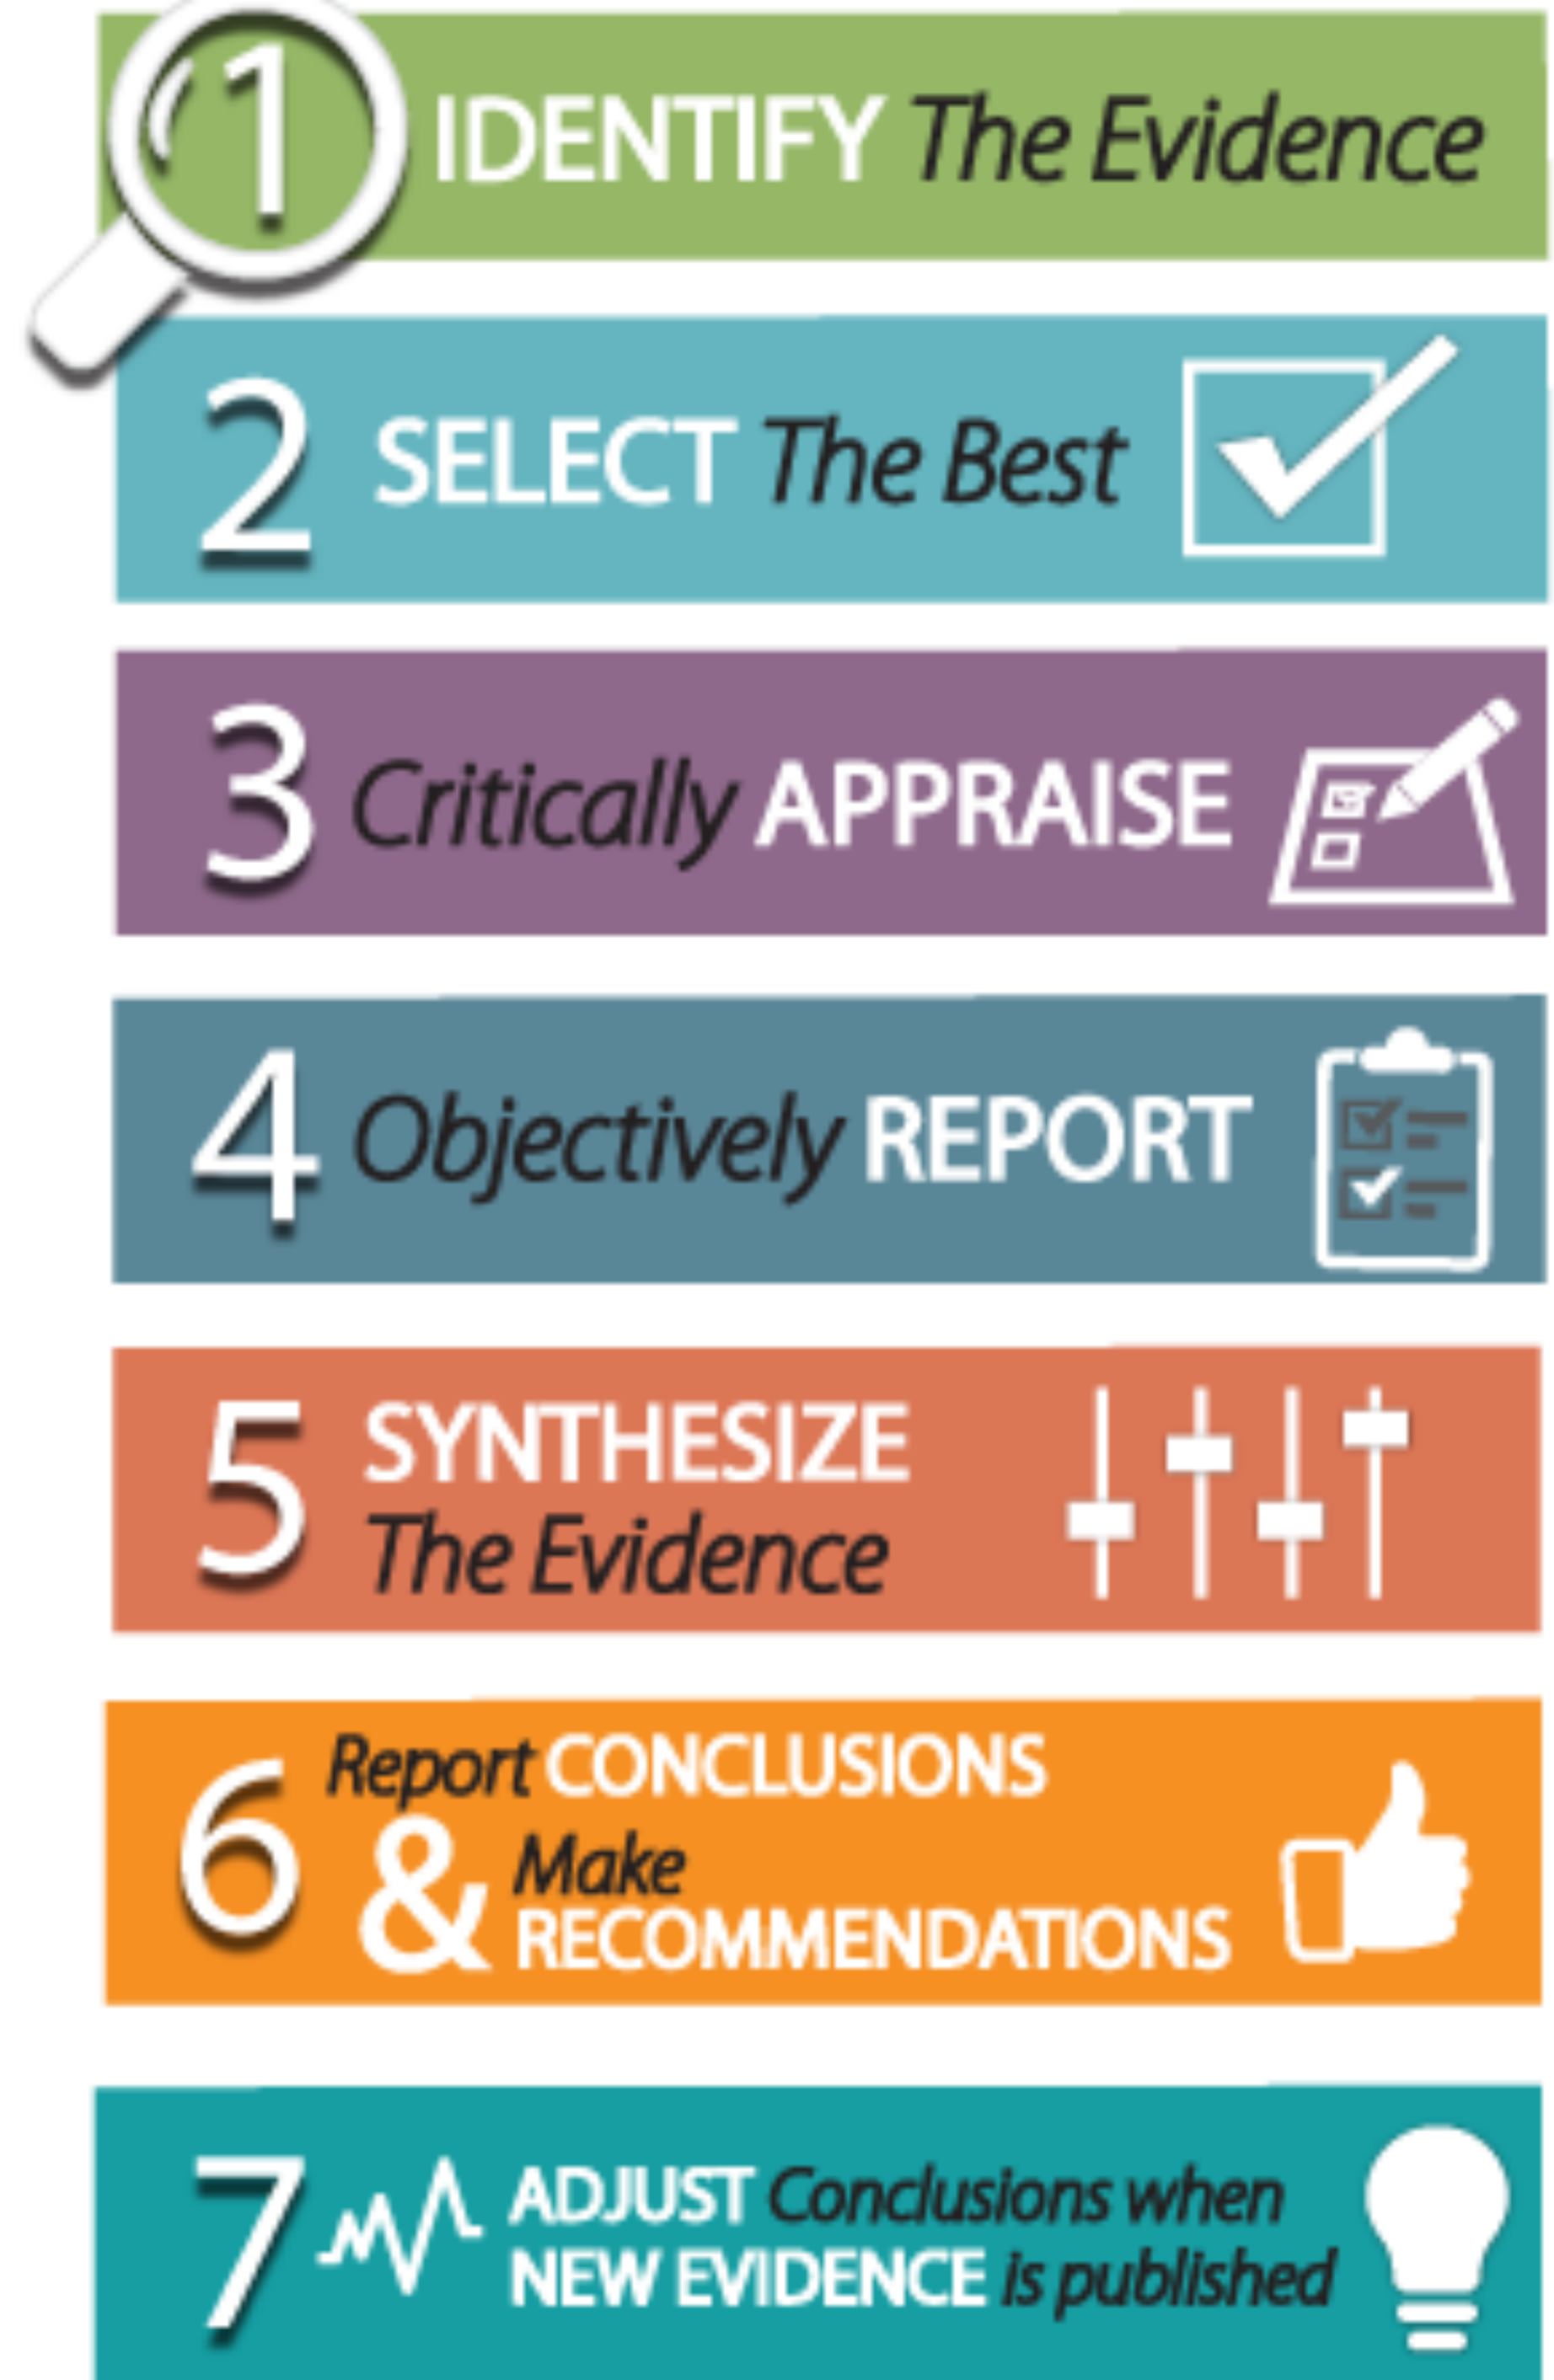 1 IDENTIFY The Evidence
2 SELECT The Best
3 Critically APPRAISE
4 Objectively REPORT
5 SYNTHESIZE
The Evidence
6 Report CONCLUSIONS
& Make
RECOMMENDATIONS
7 ADJUST Conclusions when
NEW EVIDENCE is published